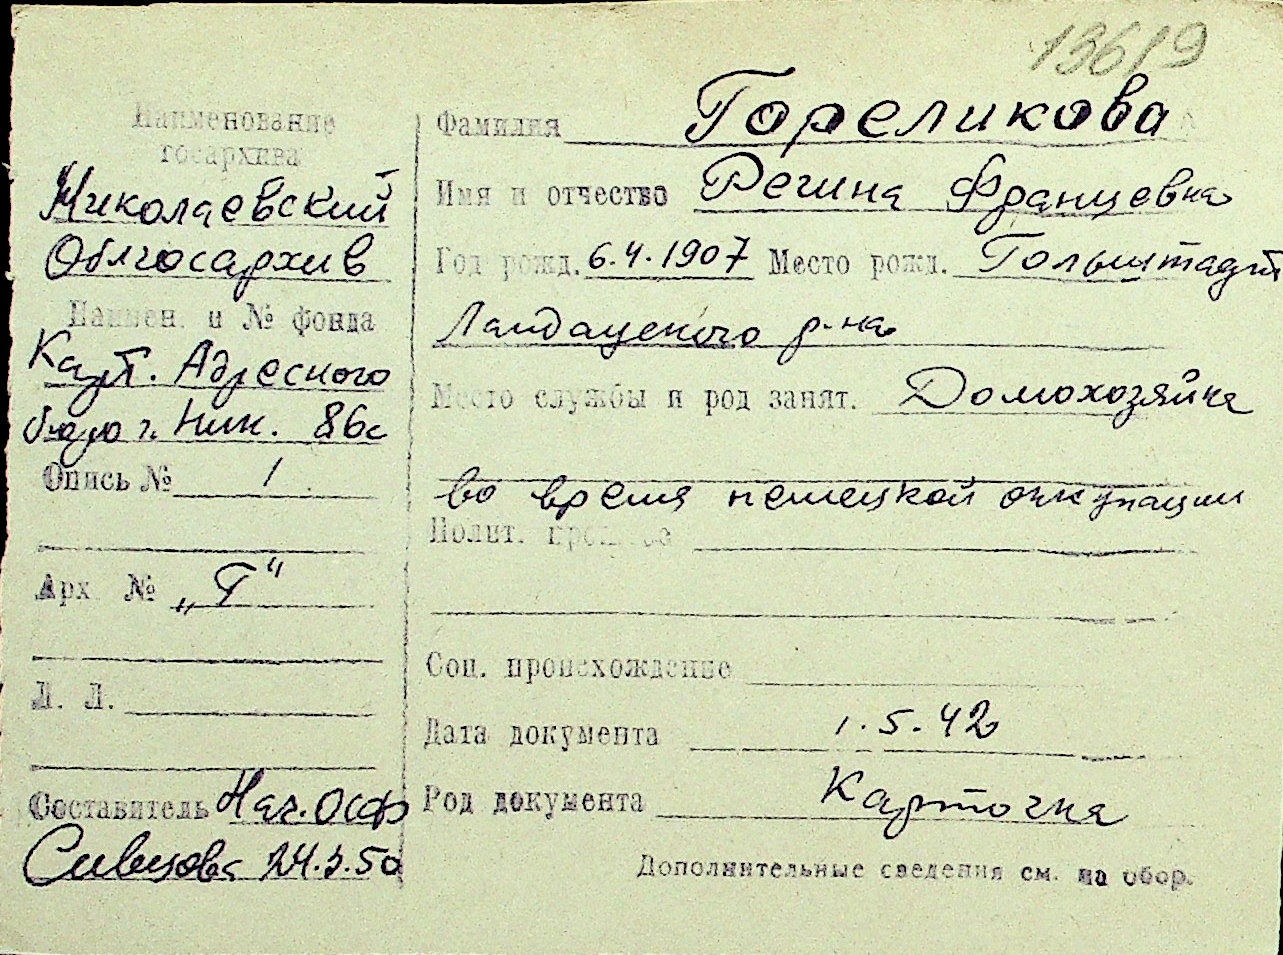 13619
Наименование
госархива
Николаевский
Облгосархив
Наимен. и № фонда
Карт. Адресного
бюро г. Ник. 86с
Опись № 1
Арх № „Г“
Л. Л.
Составитель Нач. ОСФ
Сивцова 24.3.50
Фамилия Гореликова
Имя и отчество Регина Францевна
Год рожд. 6.4.1907 Место рожд. Гольштадт
Ландауского р-на
Место службы и род занят. Домохозяйка
во время немецкой оккупации
Полит.
Соц. происхождение
Дата документа 1.5.42
Род документа Карточка
Дополнительные сведения см. на обор.